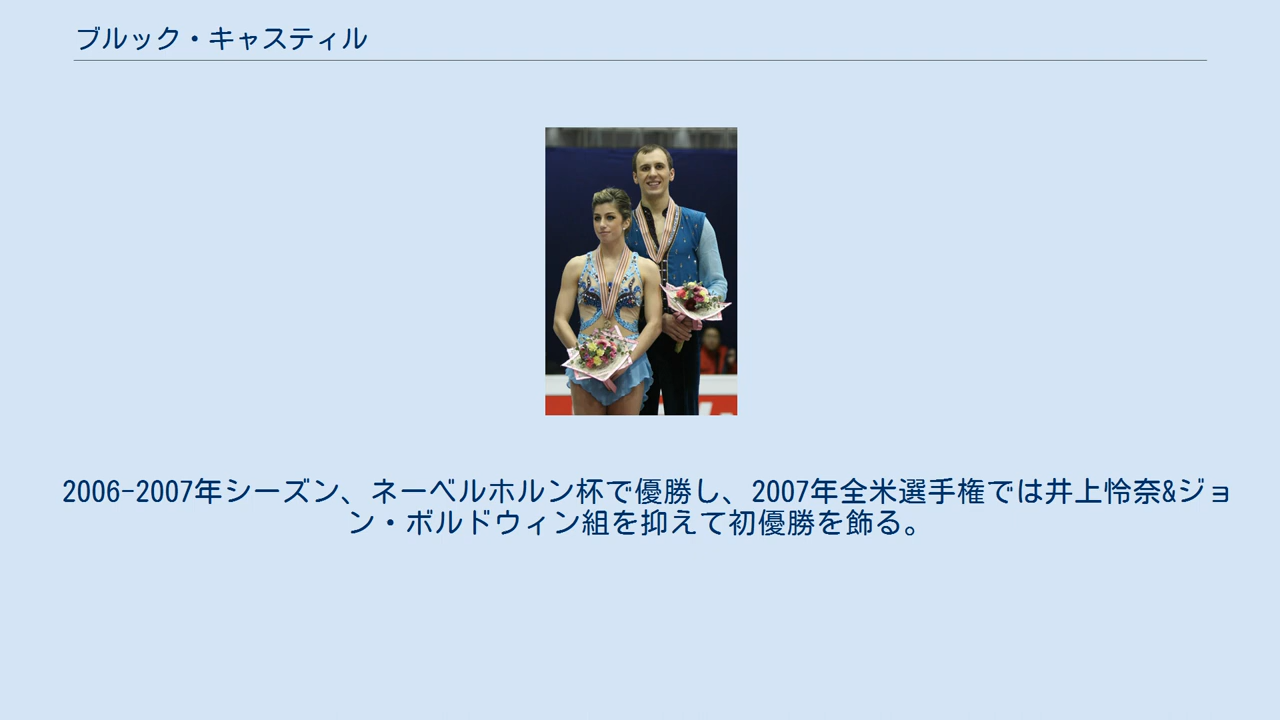 ブルック・キャスティル
2006-2007年シーズン、ネーベルホルン杯で優勝し、2007年全米選手権では井上怜奈&ジョ
ン・ボルドウィン組を抑えて初優勝を飾る。